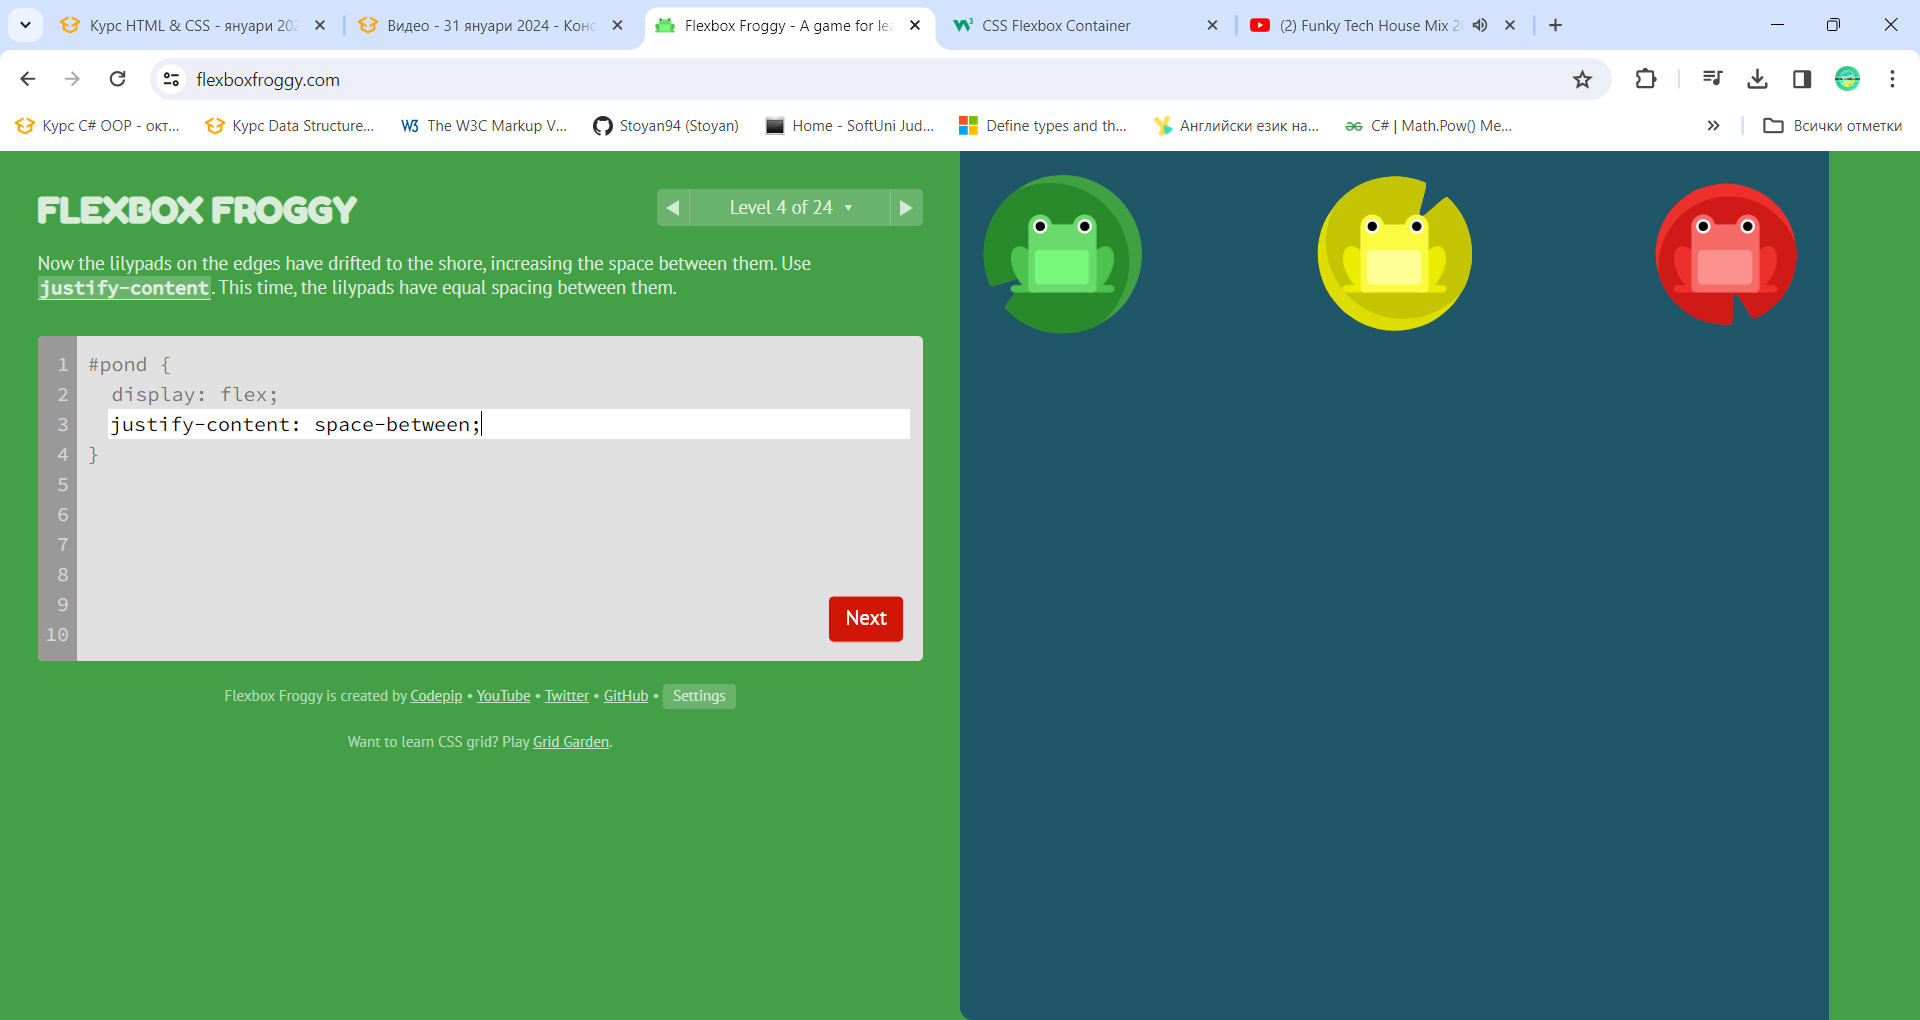 Курс HTML & CSS - януари 202
Видео - 31 януари 2024 - Конс
Flexbox Froggy - A game for lea
CSS Flexbox Container
(2) Funky Tech House Mix 2
flexboxfroggy.com
Курс C# OOP - окт...
Курс Data Structure...
W3 The W3C Markup V...
Stoyan94 (Stoyan)
Home - SoftUni Jud...
Define types and th...
Английски език на...
C# | Math.Pow() Me...
Всички отметки
FLEXBOX FROGGY
Level 4 of 24
Now the lilypads on the edges have drifted to the shore, increasing the space between them. Use
justify-content. This time, the lilypads have equal spacing between them.
1 #pond {
2 display: flex;
3 justify-content: space-between;
4 }
5
6
7
8
9
10
Next
Flexbox Froggy is created by Codepip • YouTube • Twitter • GitHub • Settings
Want to learn CSS grid? Play Grid Garden.